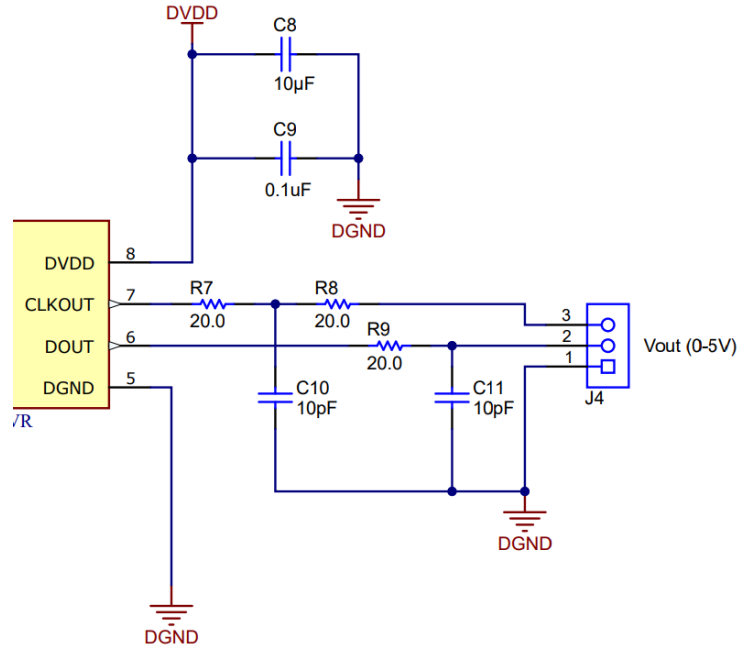 DVDD
C8
10µF
C9
0.1uF
DGND
DVDD 8
CLKOUT 7
R7
20.0
R8
20.0
DOUT 6
R9
20.0
DGND 5
VR
C10
10pF
C11
10pF
3
2
1
J4
Vout (0-5V)
DGND
DGND